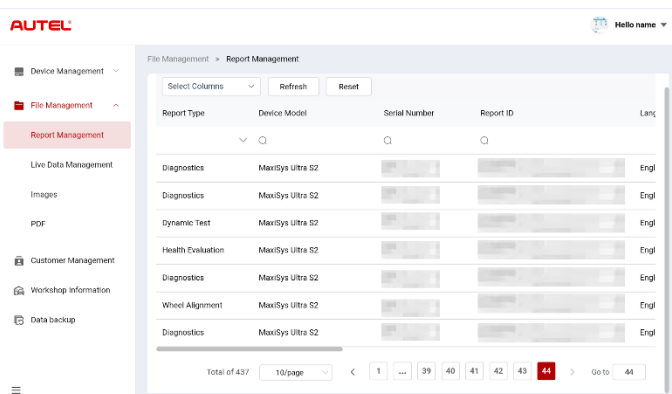 AUTEL
Hello name
Device Management
File Management
Report Management
Live Data Management
Images
PDF
Customer Management
Workshop Information
Data backup
File Management > Report Management
Select Columns Refresh Reset
Report Type Device Model Serial Number Report ID Lang
Diagnostics MaxiSys Ultra S2 Engl
Diagnostics MaxiSys Ultra S2 Engl
Dynamic Test MaxiSys Ultra S2 Engl
Health Evaluation MaxiSys Ultra S2 Engl
Diagnostics MaxiSys Ultra S2 Engl
Wheel Alignment MaxiSys Ultra S2 Engl
Diagnostics MaxiSys Ultra S2 Engl
Total of 437 10/page < 1 ... 39 40 41 42 43 44 > Go to 44